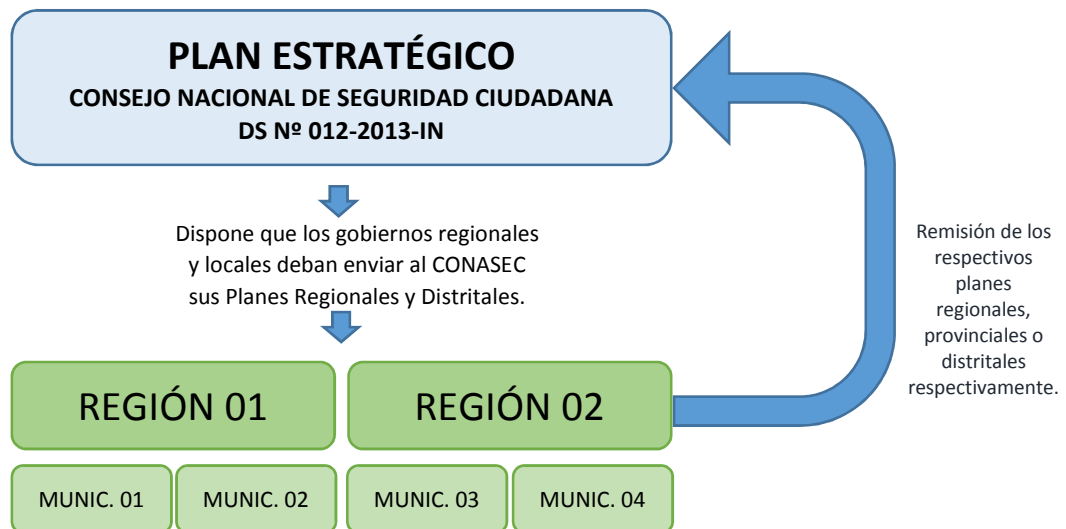 PLAN ESTRATÉGICO
CONSEJO NACIONAL DE SEGURIDAD CIUDADANA
DS Nº 012-2013-IN
Dispone que los gobiernos regionales
y locales deban enviar al CONASEC
sus Planes Regionales y Distritales.
Remisión de los
respectivos
planes
regionales,
provinciales o
distritales
respectivamente.
REGIÓN 01
REGIÓN 02
MUNIC. 01
MUNIC. 02
MUNIC. 03
MUNIC. 04